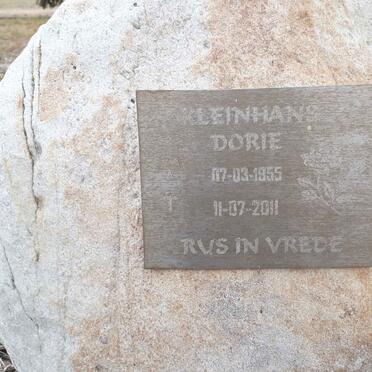 KLEINHANS
DORIE
07-03-1955
11-07-2011
RUS IN VREDE